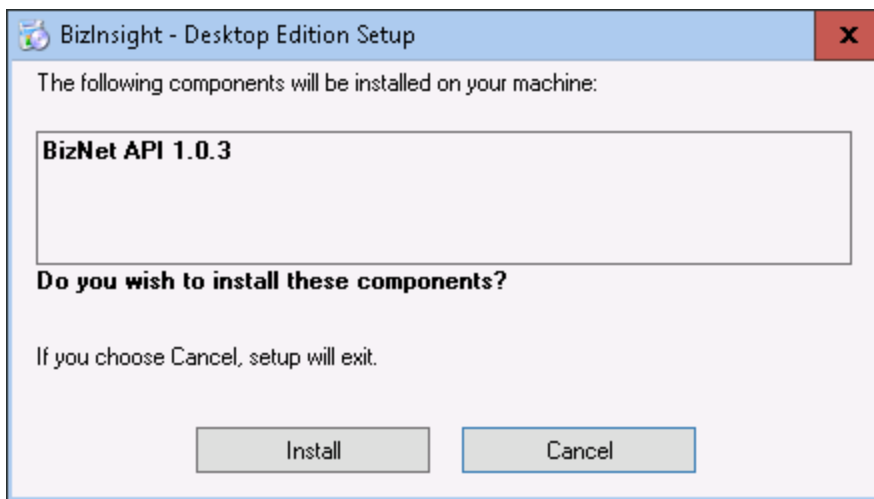 BizInsight - Desktop Edition Setup
The following components will be installed on your machine:
BizNet API 1.0.3
Do you wish to install these components?
If you choose Cancel, setup will exit.
Install
Cancel